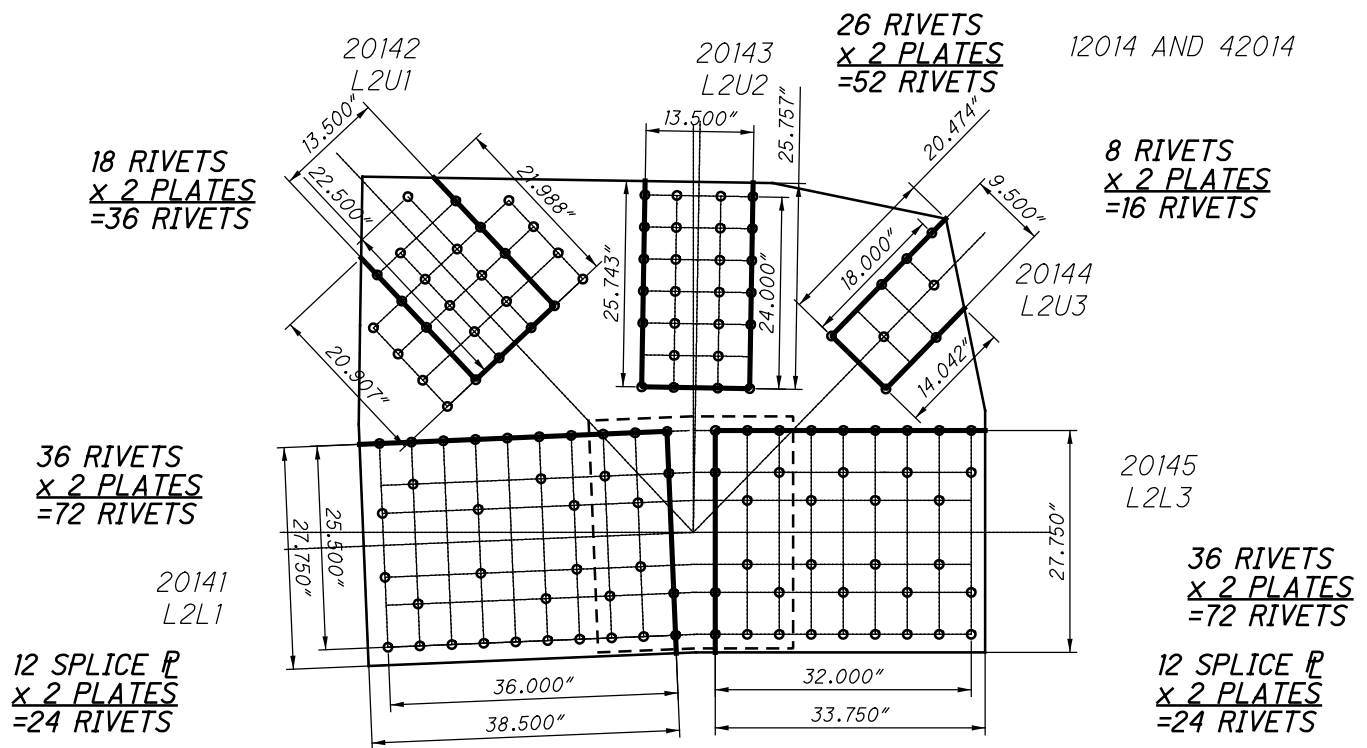 26 RIVETS
x 2 PLATES
=52 RIVETS
12014 AND 42014
20142
L2U1
20143
L2U2
13.500"
13.500"
25.757"
20.474"
18 RIVETS
x 2 PLATES
=36 RIVETS
8 RIVETS
x 2 PLATES
=16 RIVETS
22.500"
21.988"
9.500"
18.000"
25.743"
24.000"
20144
L2U3
20.907"
14.042"
36 RIVETS
x 2 PLATES
=72 RIVETS
20145
L2L3
27.750"
25.500"
27.750"
20141
L2L1
36 RIVETS
x 2 PLATES
=72 RIVETS
12 SPLICE PL
x 2 PLATES
=24 RIVETS
36.000"
38.500"
32.000"
33.750"
12 SPLICE PL
x 2 PLATES
=24 RIVETS